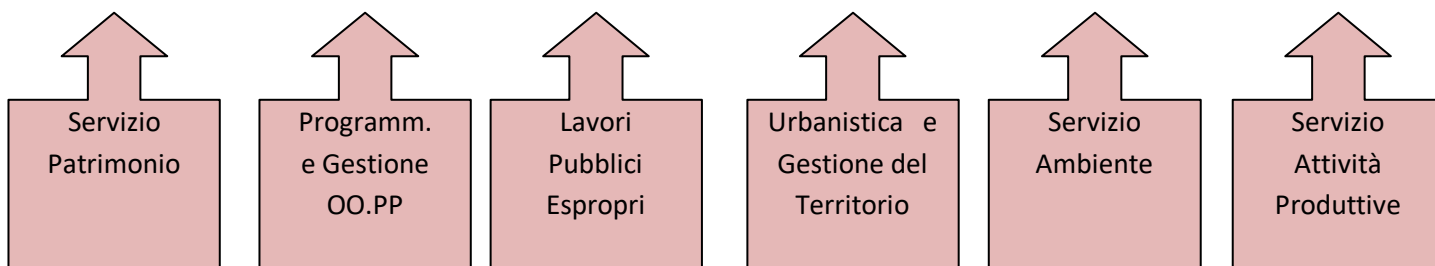 Servizio
Patrimonio
Programm.
e Gestione
OO.PP
Lavori
Pubblici
Espropri
Urbanistica e
Gestione del
Territorio
Servizio
Ambiente
Servizio
Attività
Produttive